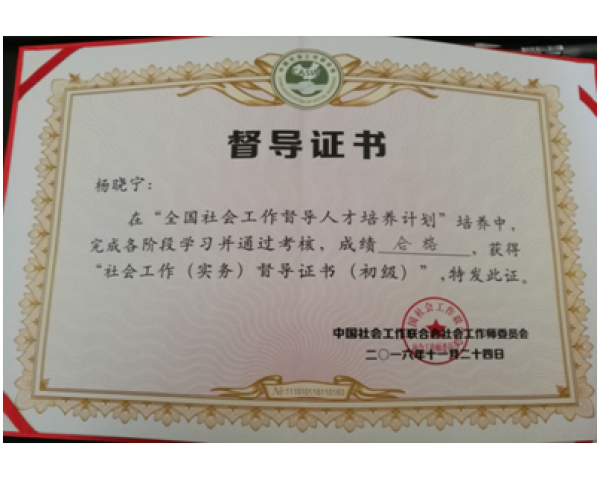 督导证书
杨晓宁：
在“全国社会工作督导人才培养计划”培养中，
完成各阶段学习并通过考核，成绩 合格 ，获得
“社会工作（实务）督导证书（初级）”，特发此证。
中国社会工作联合会社会工作师委员会
二〇一六年十一月二十四日